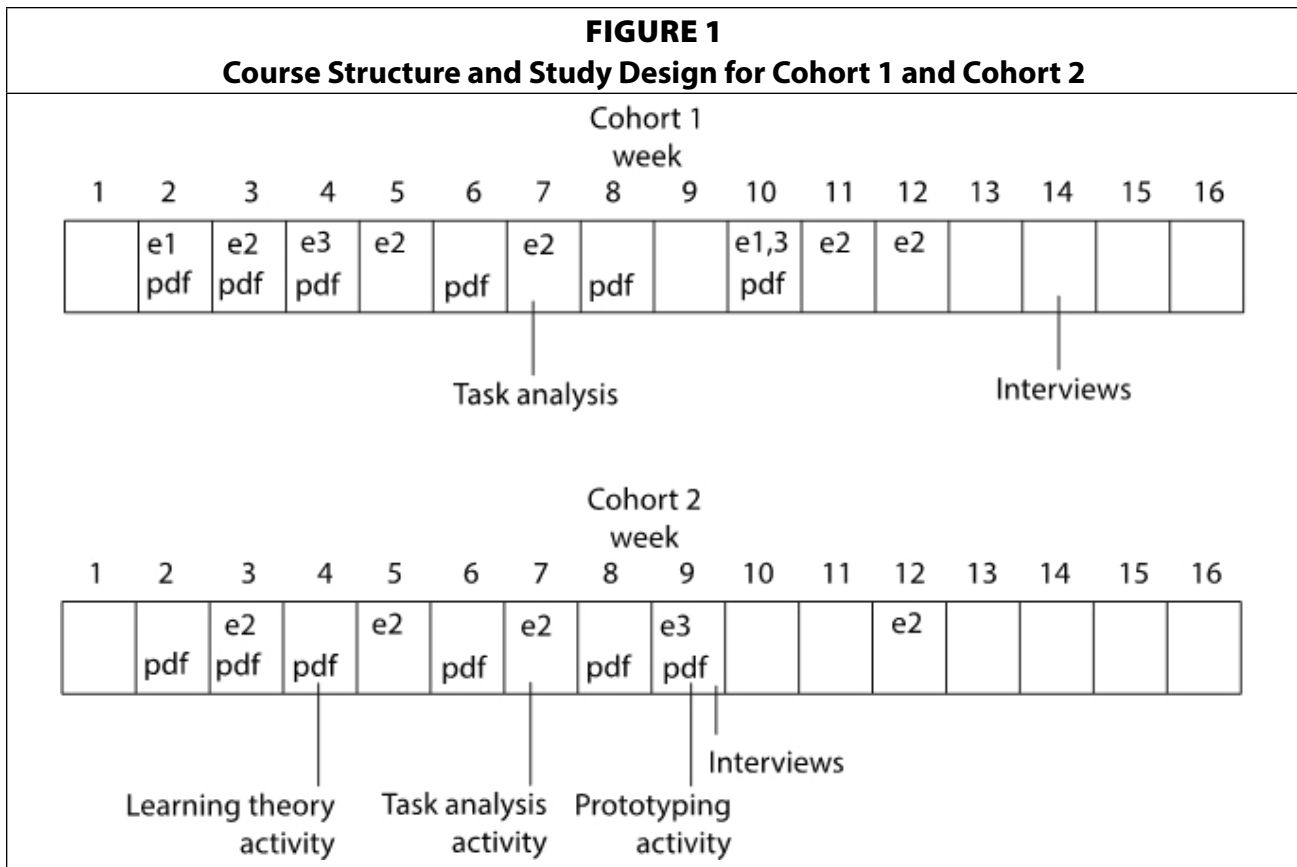 FIGURE 1
Course Structure and Study Design for Cohort 1 and Cohort 2
Cohort 1
week
1 2 3 4 5 6 7 8 9 10 11 12 13 14 15 16
e1 e2 e3 e2 e2 e1,3 e2 e2
pdf pdf pdf pdf pdf pdf
Task analysis Interviews
Cohort 2
week
1 2 3 4 5 6 7 8 9 10 11 12 13 14 15 16
e2 e2 e2 e3 e2
pdf pdf pdf pdf pdf pdf
Interviews
Learning theory Task analysis Prototyping
activity activity activity